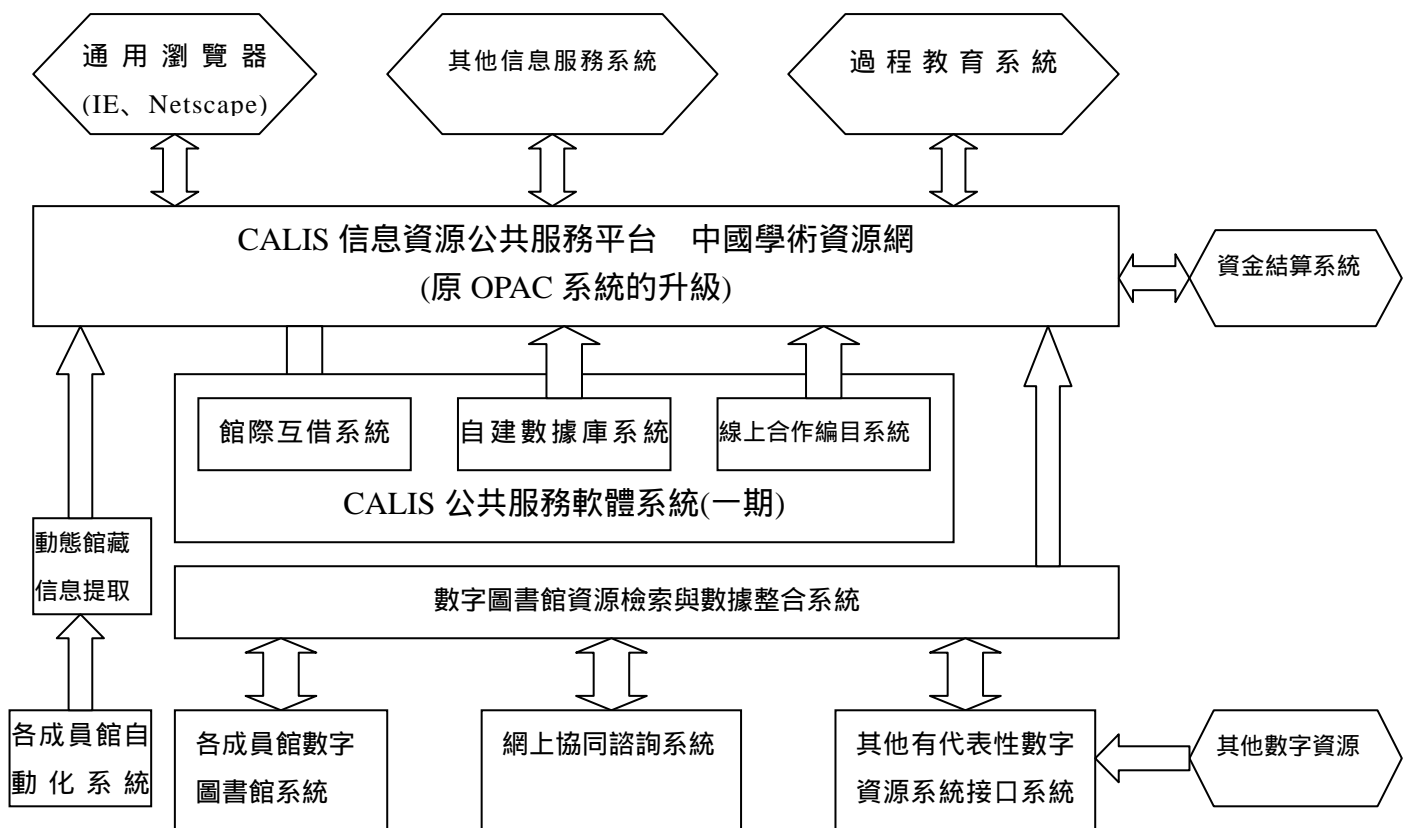 通用瀏覽器
(IE、Netscape)
其他信息服務系統
過程教育系統
CALIS 信息資源公共服務平台　中國學術資源網
(原 OPAC 系統的升級)
資金結算系統
館際互借系統
自建數據庫系統
線上合作編目系統
CALIS 公共服務軟體系統(一期)
動態館藏
信息提取
數字圖書館資源檢索與數據整合系統
各成員館自
動化系統
各成員館數字
圖書館系統
網上協同諮詢系統
其他有代表性數字
資源系統接口系統
其他數字資源